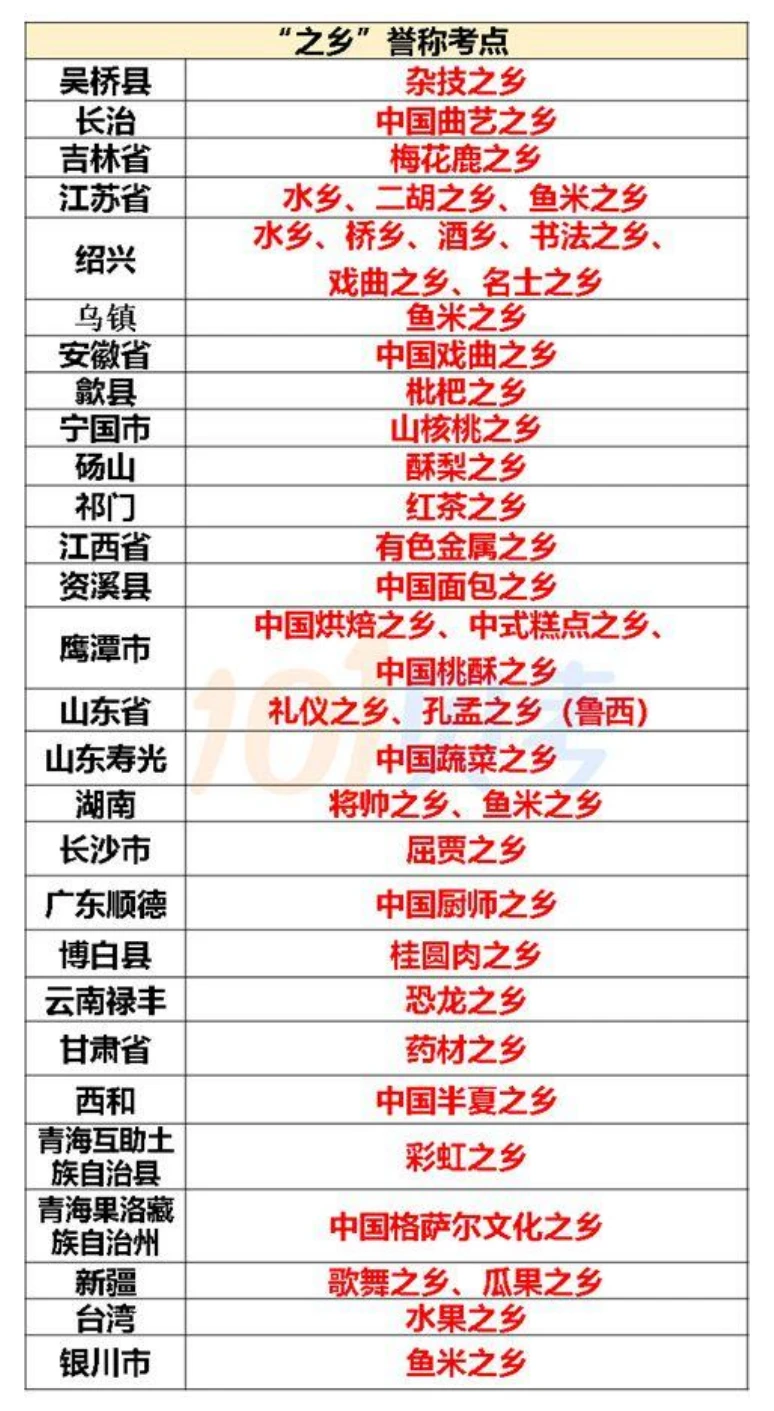 “之乡”誉称考点
吴桥县 杂技之乡
长治 中国曲艺之乡
吉林省 梅花鹿之乡
江苏省 水乡、二胡之乡、鱼米之乡
绍兴 水乡、桥乡、酒乡、书法之乡、
戏曲之乡、名士之乡
乌镇 鱼米之乡
安徽省 中国戏曲之乡
歙县 枇杷之乡
宁国市 山核桃之乡
砀山 酥梨之乡
祁门 红茶之乡
江西省 有色金属之乡
资溪县 中国面包之乡
鹰潭市 中国烘焙之乡、中式糕点之乡、
中国桃酥之乡
山东省 礼仪之乡、孔孟之乡（鲁西）
山东寿光 中国蔬菜之乡
湖南 将帅之乡、鱼米之乡
长沙市 屈贾之乡
广东顺德 中国厨师之乡
博白县 桂圆肉之乡
云南禄丰 恐龙之乡
甘肃省 药材之乡
西和 中国半夏之乡
青海互助土
族自治县 彩虹之乡
青海果洛藏
族自治州 中国格萨尔文化之乡
新疆 歌舞之乡、瓜果之乡
台湾 水果之乡
银川市 鱼米之乡